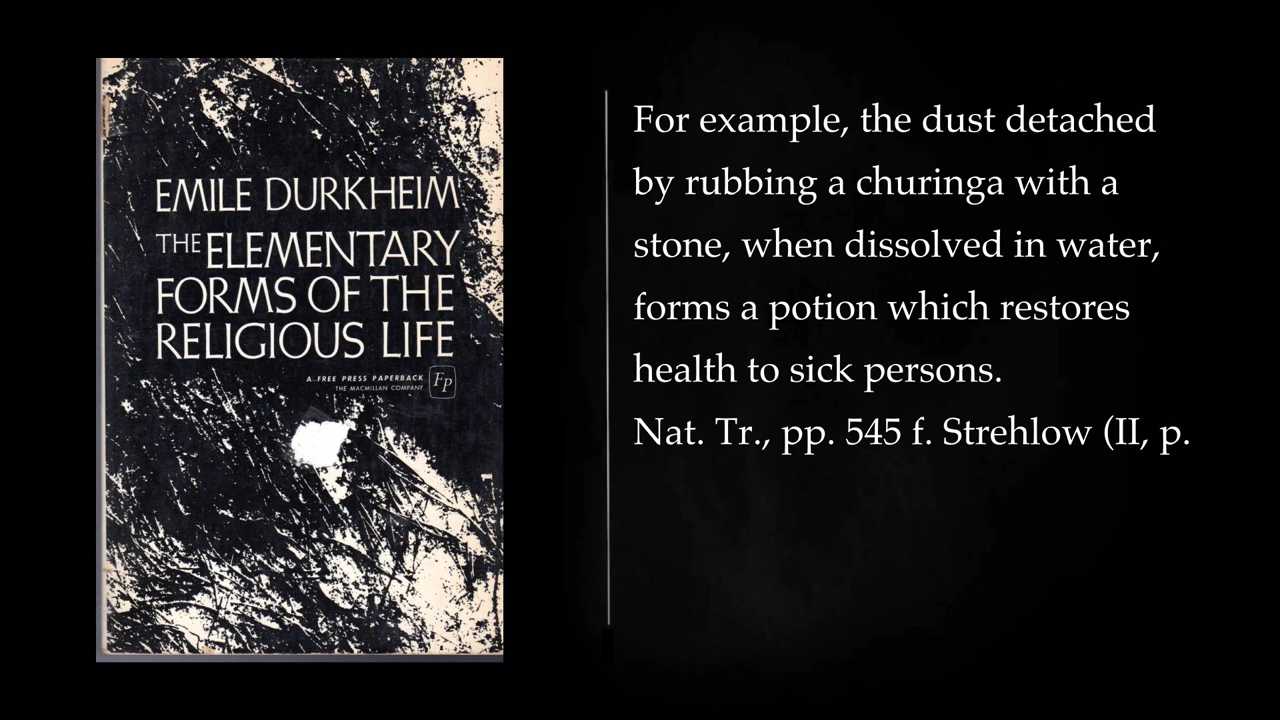 EMILE DURKHEIM
THE ELEMENTARY
FORMS OF THE
RELIGIOUS LIFE
A FREE PRESS PAPERBACK
THE MACMILLAN COMPANY
FP
For example, the dust detached
by rubbing a churinga with a
stone, when dissolved in water,
forms a potion which restores
health to sick persons.
Nat. Tr., pp. 545 f. Strehlow (II, p.